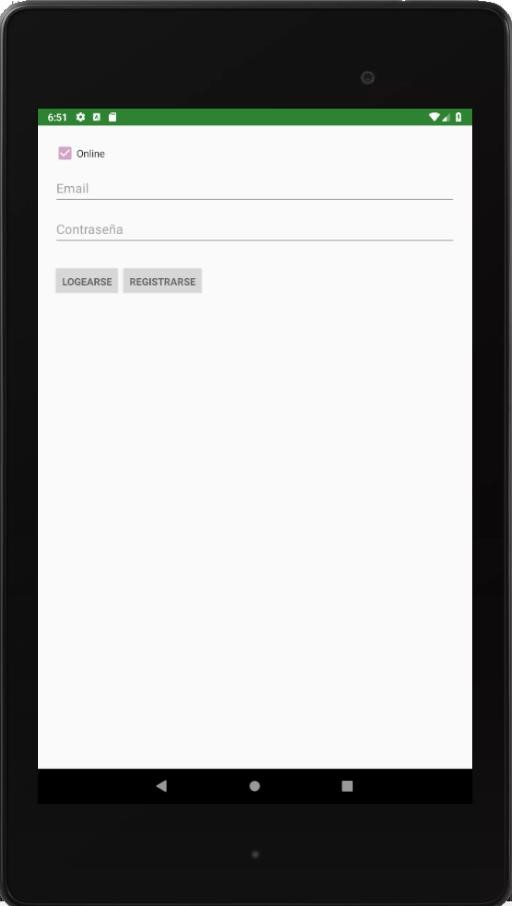 6:51
Online
Email
Contraseña
LOGEARSE REGISTRARSE